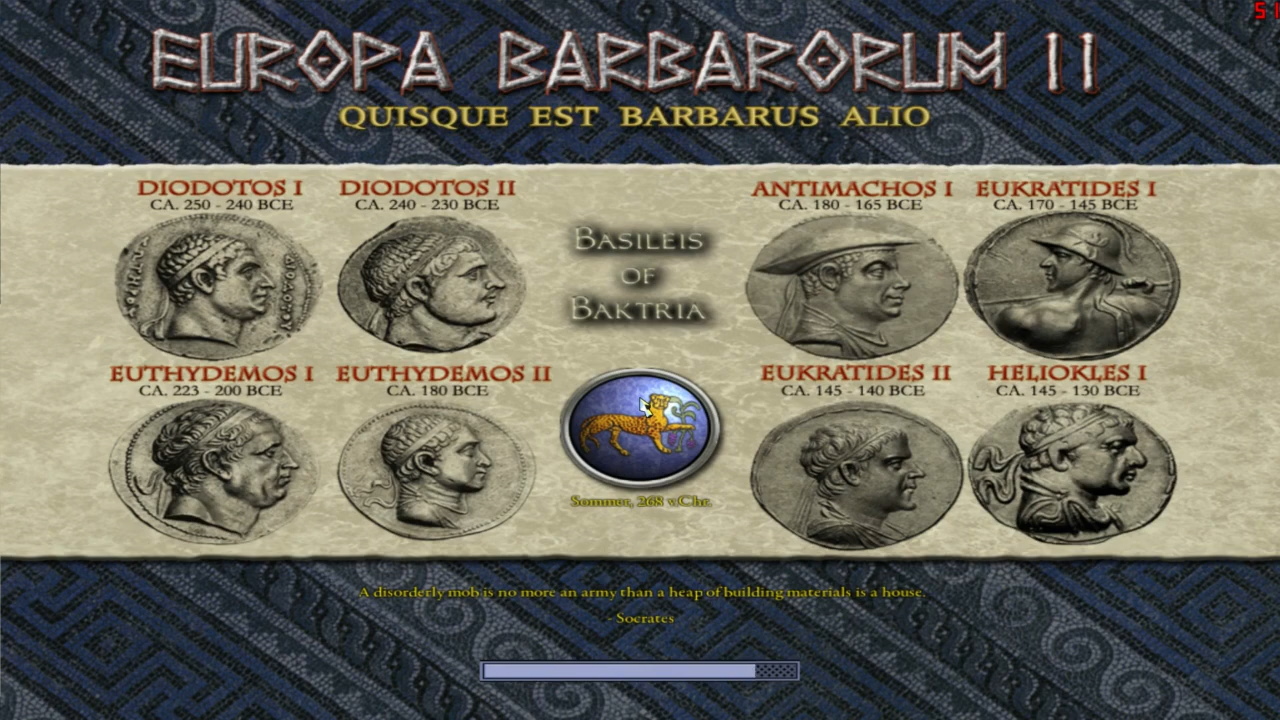 EUROPA BARBARORUM II
QUISQUE EST BARBARUS ALIO
DIODOTOS I
CA. 250 - 240 BCE
DIODOTOS II
CA. 240 - 230 BCE
BASILEIS
OF
BAKTRIA
ANTIMACHOS I
CA. 180 - 165 BCE
EUKRATIDES I
CA. 170 - 145 BCE
EUTHYDEMOS I
CA. 223 - 200 BCE
EUTHYDEMOS II
CA. 180 BCE
EUKRATIDES II
CA. 145 - 140 BCE
HELIOKLES I
CA. 145 - 130 BCE
Sommer, 268 v.Chr.
A disorderly mob is no more an army than a heap of building materials is a house.
- Socrates